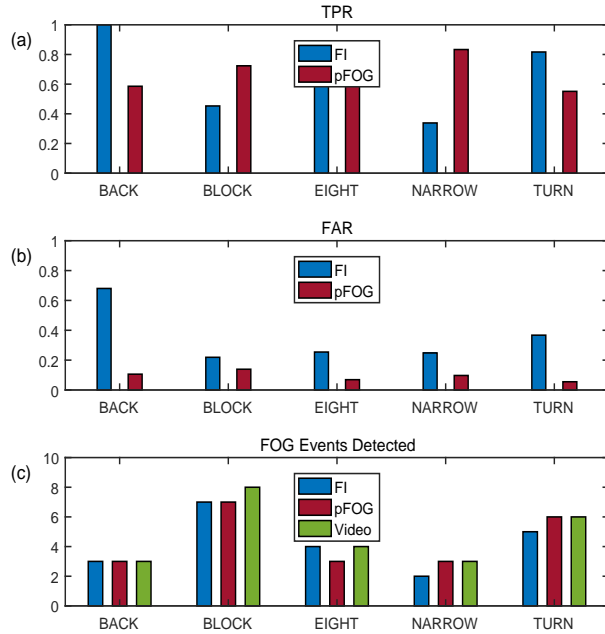 TPR
(a)
1
0.8
0.6
0.4
0.2
0
FI
pFOG
BACK BLOCK EIGHT NARROW TURN
FAR
(b)
1
0.8
0.6
0.4
0.2
0
FI
pFOG
BACK BLOCK EIGHT NARROW TURN
FOG Events Detected
(c)
10
8
6
4
2
0
FI
pFOG
Video
BACK BLOCK EIGHT NARROW TURN